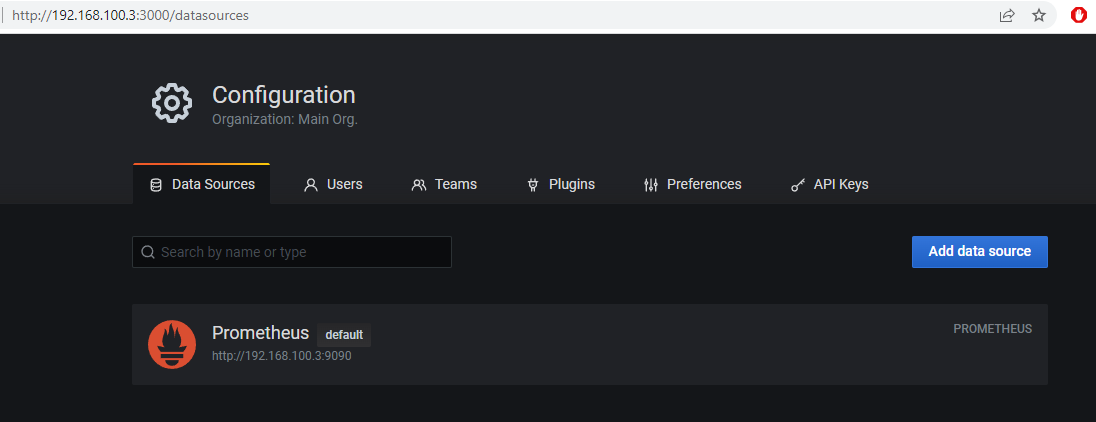 http://192.168.100.3:3000/datasources
Configuration
Organization: Main Org.
Data Sources Users Teams Plugins Preferences API Keys
Search by name or type Add data source
Prometheus default PROMETHEUS
http://192.168.100.3:9090